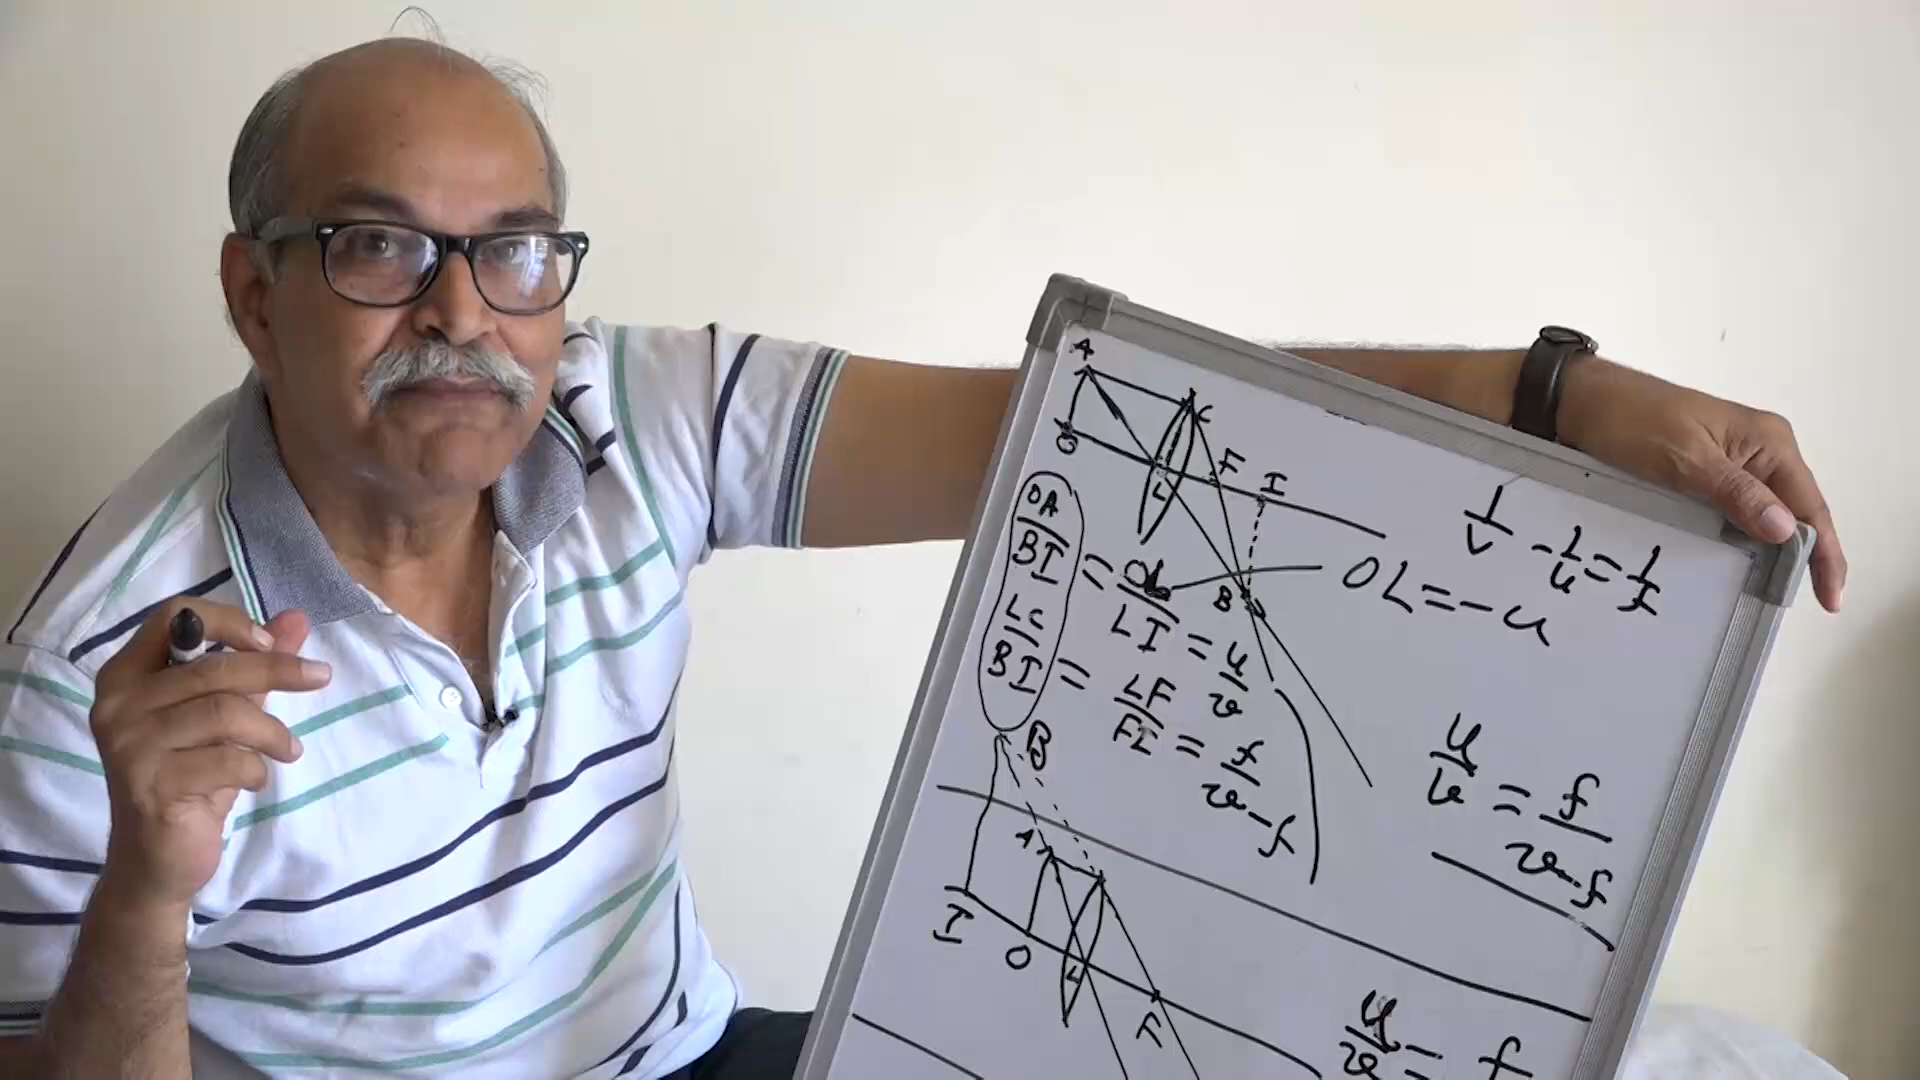 A
C
O
L
F
I
B
1/v - 1/u = 1/f
OA/BI = OL/LI = u/v
OL = -u
LC/BI = LF/FI = f/v-f
u/v = f/v-f
B
A
I
O
L
F
u/v = f